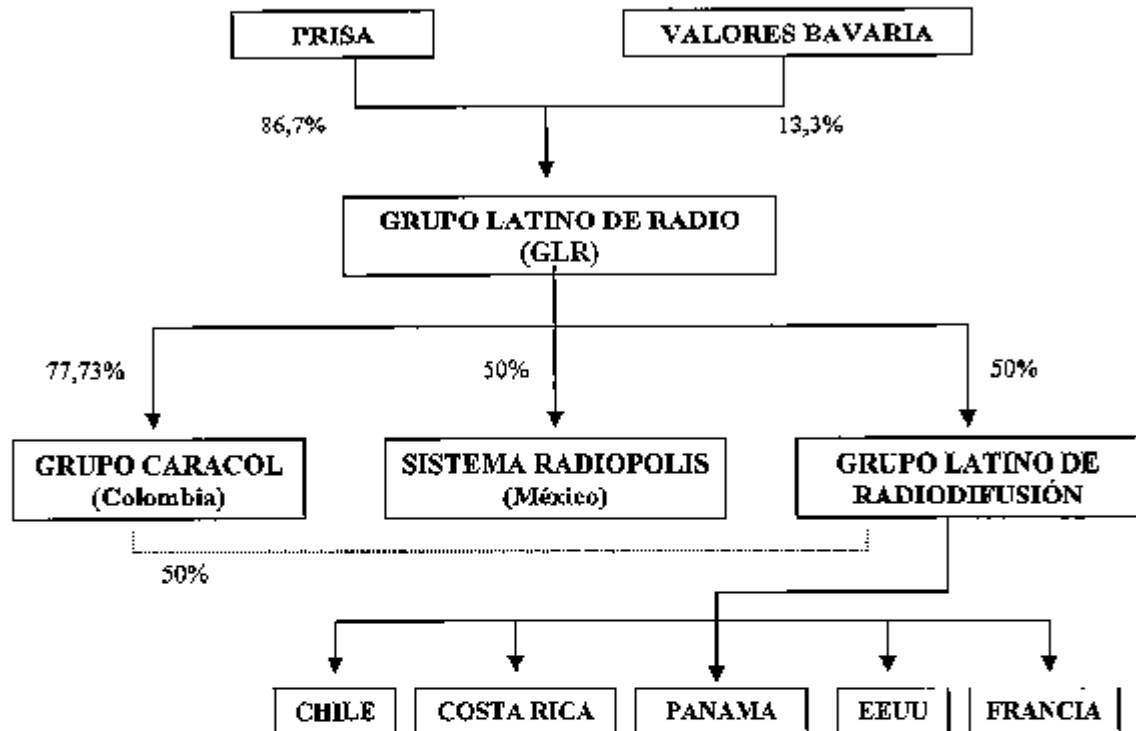 PRISA
VALORES BAVARIA
86,7%
13,3%
GRUPO LATINO DE RADIO
(GLR)
77,73%
50%
50%
GRUPO CARACOL
(Colombia)
SISTEMA RADIOPOLIS
(México)
GRUPO LATINO DE
RADIODIFUSIÓN
50%
CHILE
COSTA RICA
PANAMA
EEUU
FRANCIA